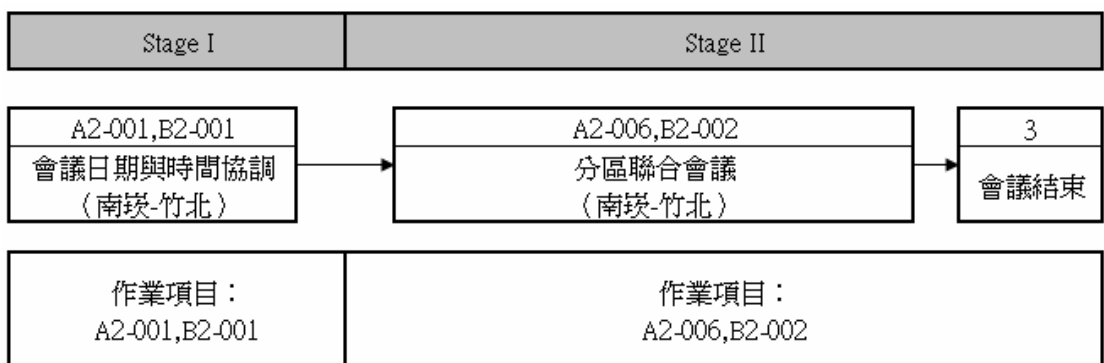 Stage I
Stage II
A2-001,B2-001
會議日期與時間協調
（南崁-竹北）
A2-006,B2-002
分區聯合會議
（南崁-竹北）
3
會議結束
作業項目：
A2-001,B2-001
作業項目：
A2-006,B2-002